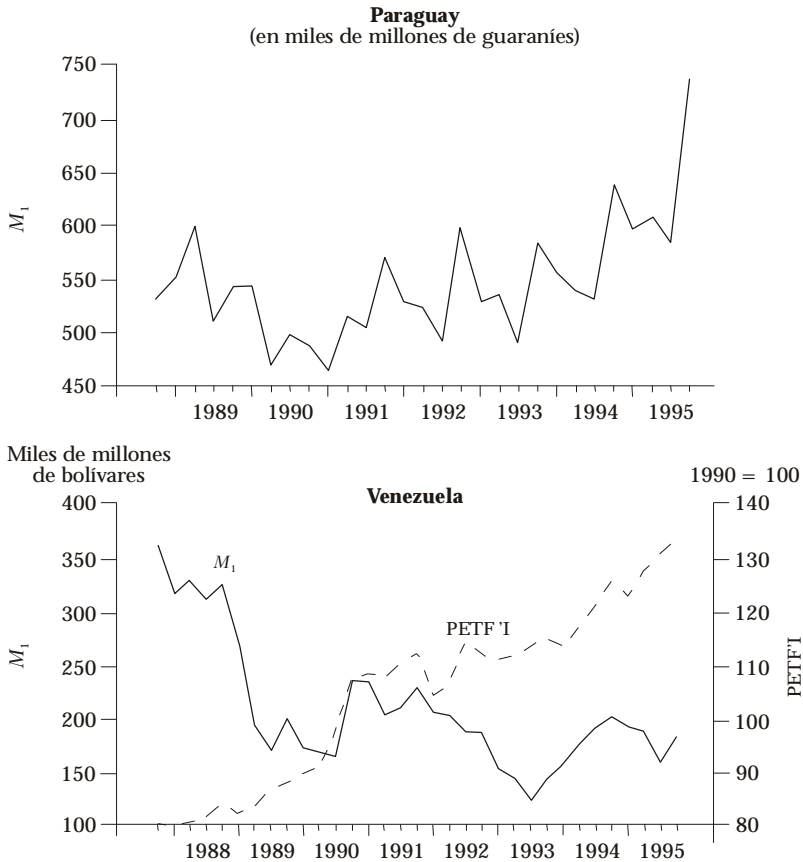 Paraguay
(en miles de millones de guaraníes)
750
700
650
600
550
500
450
M1
1989 1990 1991 1992 1993 1994 1995
Miles de millones
de bolívares
1990 = 100
Venezuela
400
350
300
250
200
150
100
M1
M1
PETF'I
140
130
120
110
100
90
80
PETF'I
1988 1989 1990 1991 1992 1993 1994 1995